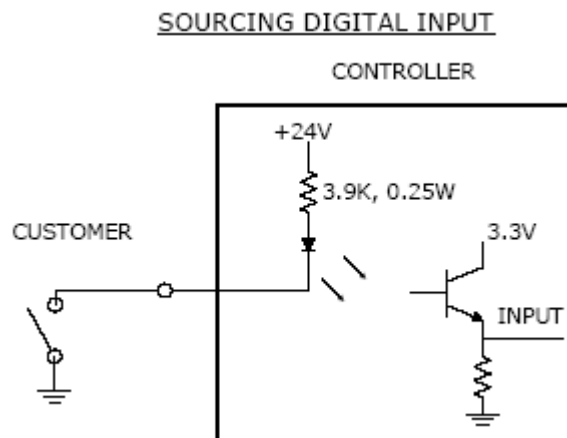 SOURCING DIGITAL INPUT
CONTROLLER
+24V
3.9K, 0.25W
CUSTOMER
3.3V
INPUT